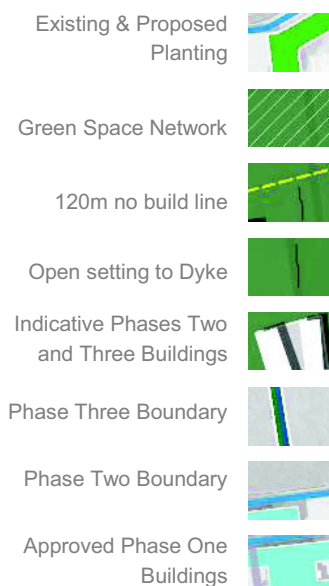 Existing & Proposed
Planting
Green Space Network
120m no build line
Open setting to Dyke
Indicative Phases Two
and Three Buildings
Phase Three Boundary
Phase Two Boundary
Approved Phase One
Buildings